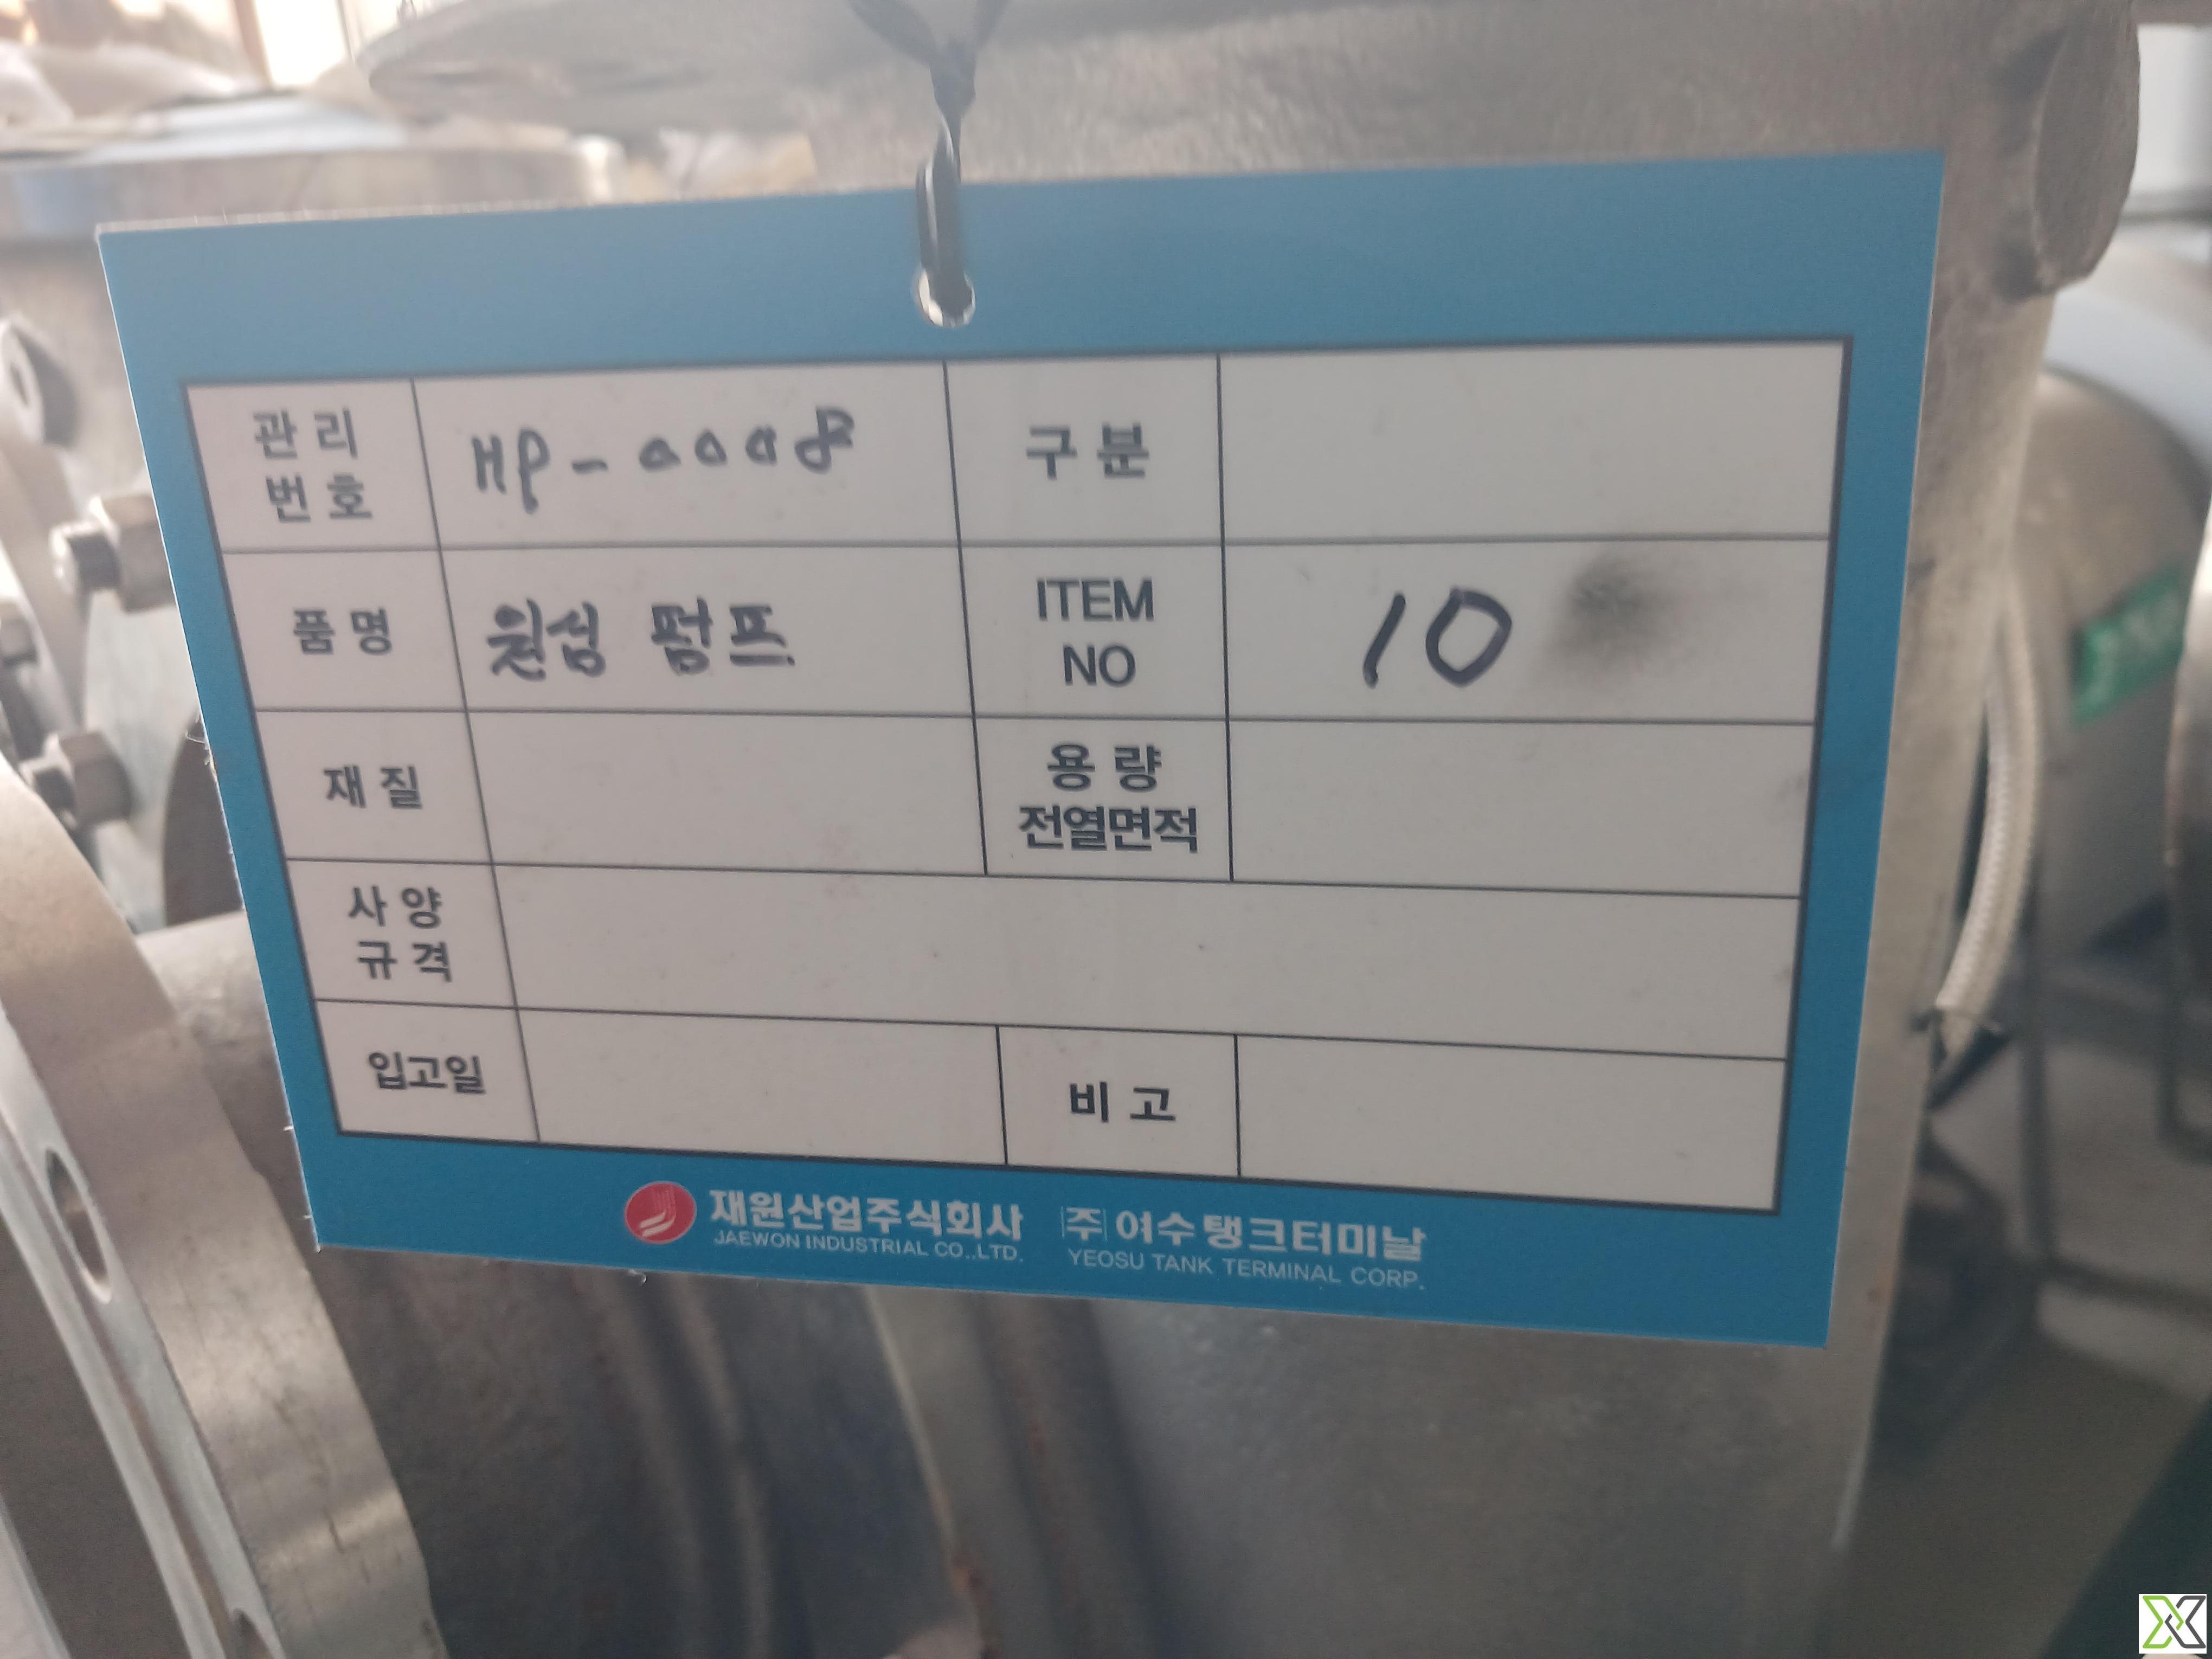 관 리
번 호
HP-0008
구 분
품 명
원심 펌프
ITEM
NO
10
재 질
용 량
전열면적
사 양
규 격
입고일
비 고
재원산업주식회사 ㈜여수탱크터미날
JAEWON INDUSTRIAL CO.,LTD. YEOSU TANK TERMINAL CORP.